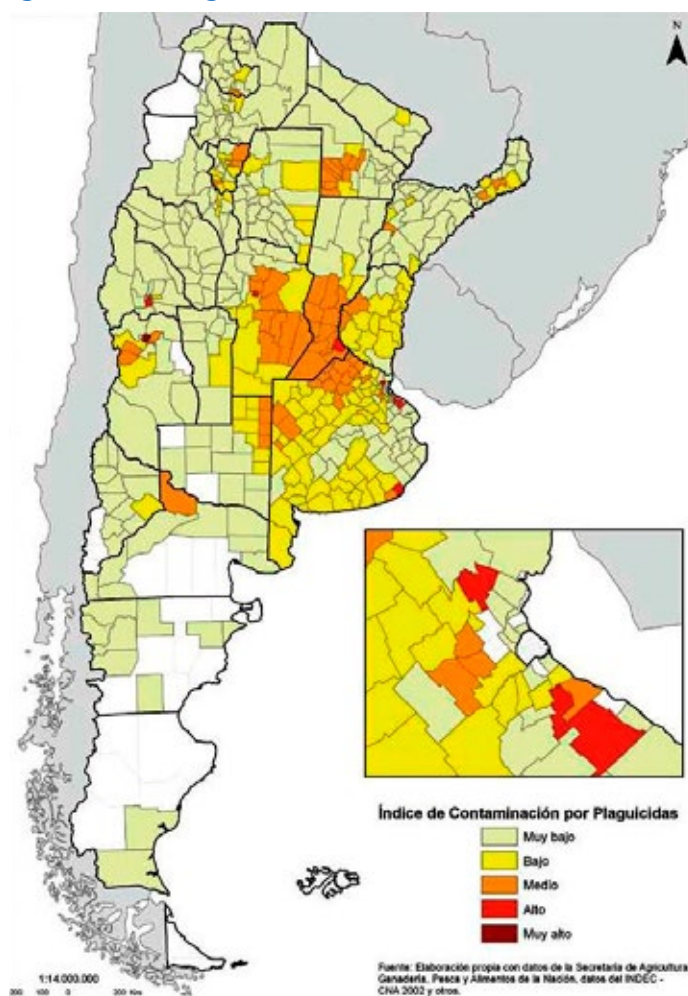 N
Índice de Contaminación por Plaguicidas
Muy bajo
Bajo
Medio
Alto
Muy alto
1:14.000.000
Fuente: Elaboración propia con datos de la Secretaría de Agricultura
Ganadería, Pesca y Alimentos de la Nación, datos del INDEC -
CNA 2002 y otros.